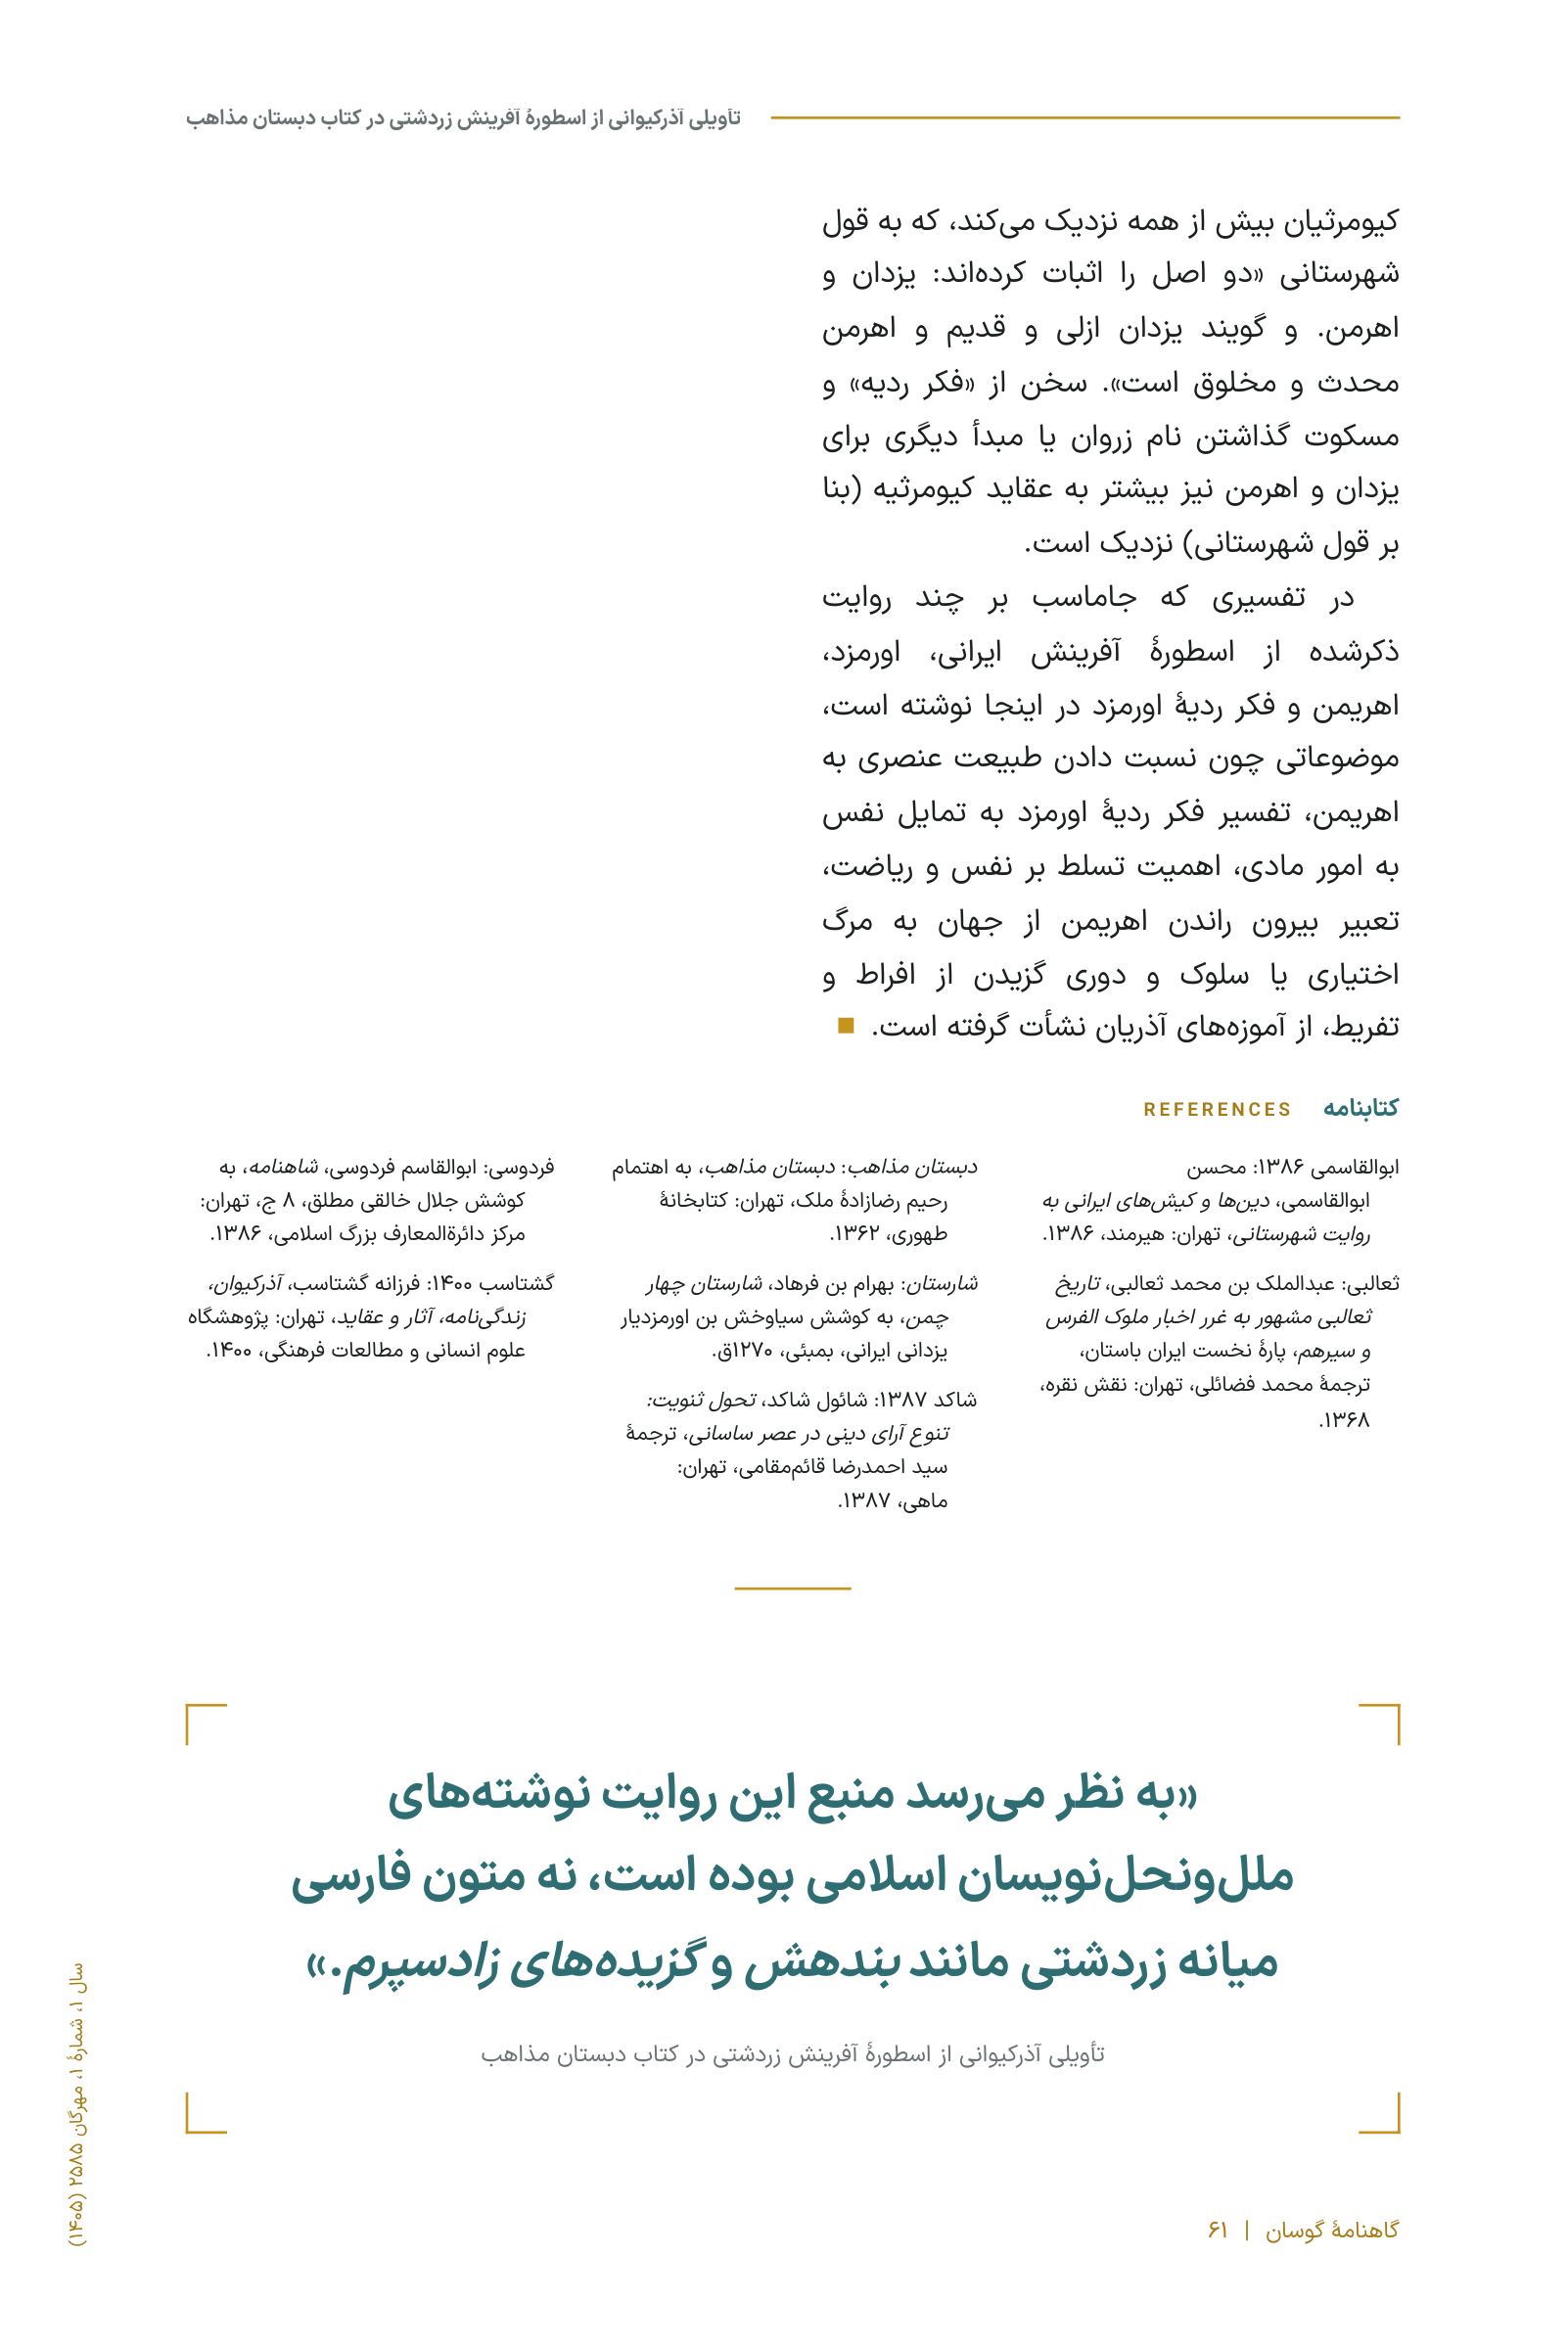 تأویلی آذرکیوانی از اسطورهٔ آفرینش زردشتی در کتاب دبستان مذاهب
کیومرثیان بیش از همه نزدیک می‌کند، که به قول
شهرستانی «دو اصل را اثبات کرده‌اند: یزدان و
اهرمن. و گویند یزدان ازلی و قدیم و اهرمن
محدث و مخلوق است». سخن از «فکر ردیه» و
مسکوت گذاشتن نام زروان یا مبدأ دیگری برای
یزدان و اهرمن نیز بیشتر به عقاید کیومرثیه (بنا
بر قول شهرستانی) نزدیک است.
در تفسیری که جاماسب بر چند روایت
ذکرشده از اسطورهٔ آفرینش ایرانی، اورمزد،
اهریمن و فکر ردیهٔ اورمزد در اینجا نوشته است،
موضوعاتی چون نسبت دادن طبیعت عنصری به
اهریمن، تفسیر فکر ردیهٔ اورمزد به تمایل نفس
به امور مادی، اهمیت تسلط بر نفس و ریاضت،
تعبیر بیرون راندن اهریمن از جهان به مرگ
اختیاری یا سلوک و دوری گزیدن از افراط و
تفریط، از آموزه‌های آذریان نشأت گرفته است.
کتابنامه REFERENCES
ابوالقاسمی ۱۳۸۶: محسن
ابوالقاسمی، دین‌ها و کیش‌های ایرانی به
روایت شهرستانی، تهران: هیرمند، ۱۳۸۶.
ثعالبی: عبدالملک بن محمد ثعالبی، تاریخ
ثعالبی مشهور به غرر اخبار ملوک الفرس
و سیرهم، پارهٔ نخست ایران باستان،
ترجمهٔ محمد فضائلی، تهران: نقش نقره،
۱۳۶۸.
دبستان مذاهب: دبستان مذاهب، به اهتمام
رحیم رضازادهٔ ملک، تهران: کتابخانهٔ
طهوری، ۱۳۶۲.
شارستان: بهرام بن فرهاد، شارستان چهار
چمن، به کوشش سیاوخش بن اورمزدیار
یزدانی ایرانی، بمبئی، ۱۲۷۰ق.
شاکد ۱۳۸۷: شائول شاکد، تحول ثنویت:
تنوع آرای دینی در عصر ساسانی، ترجمهٔ
سید احمدرضا قائم‌مقامی، تهران:
ماهی، ۱۳۸۷.
فردوسی: ابوالقاسم فردوسی، شاهنامه، به
کوشش جلال خالقی مطلق، ۸ ج، تهران:
مرکز دائرةالمعارف بزرگ اسلامی، ۱۳۸۶.
گشتاسب ۱۴۰۰: فرزانه گشتاسب، آذرکیوان،
زندگی‌نامه، آثار و عقاید، تهران: پژوهشگاه
علوم انسانی و مطالعات فرهنگی، ۱۴۰۰.
«به نظر می‌رسد منبع این روایت نوشته‌های
ملل‌ونحل‌نویسان اسلامی بوده است، نه متون فارسی
میانه زردشتی مانند بندهش و گزیده‌های زادسپرم.»
تأویلی آذرکیوانی از اسطورهٔ آفرینش زردشتی در کتاب دبستان مذاهب
سال ۱، شمارهٔ ۱، مهرگان ۲۵۸۵ (۱۴۰۵)
گاهنامهٔ گوسان | ۶۱